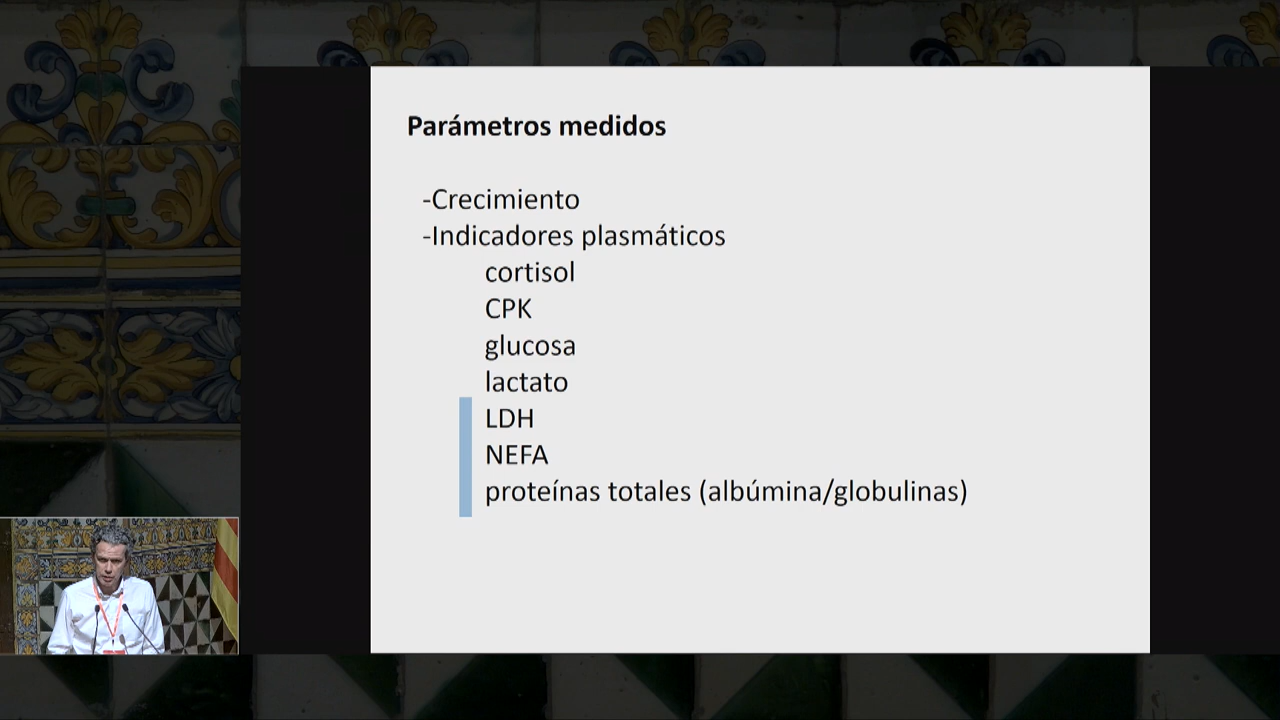 Parámetros medidos
-Crecimiento
-Indicadores plasmáticos
cortisol
CPK
glucosa
lactato
LDH
NEFA
proteínas totales (albúmina/globulinas)